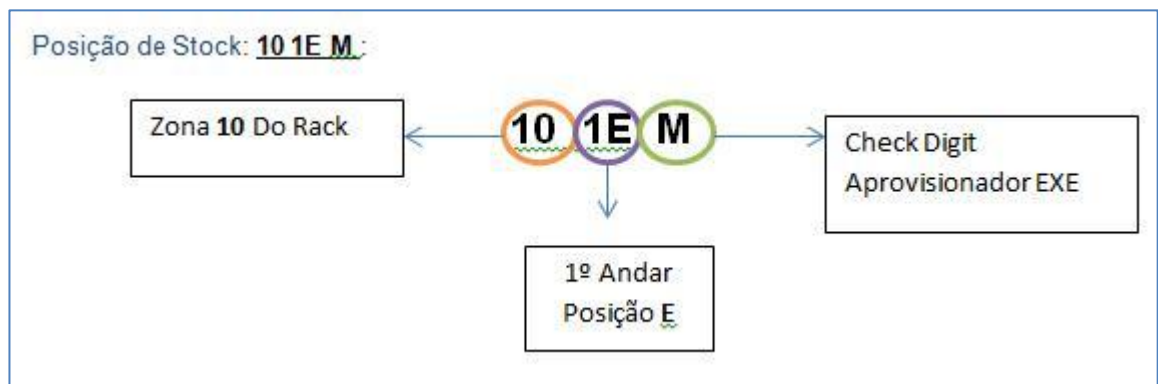 Posição de Stock: 10 1E M :
Zona 10 Do Rack
10 1E M
Check Digit
Aprovisionador EXE
1º Andar
Posição E